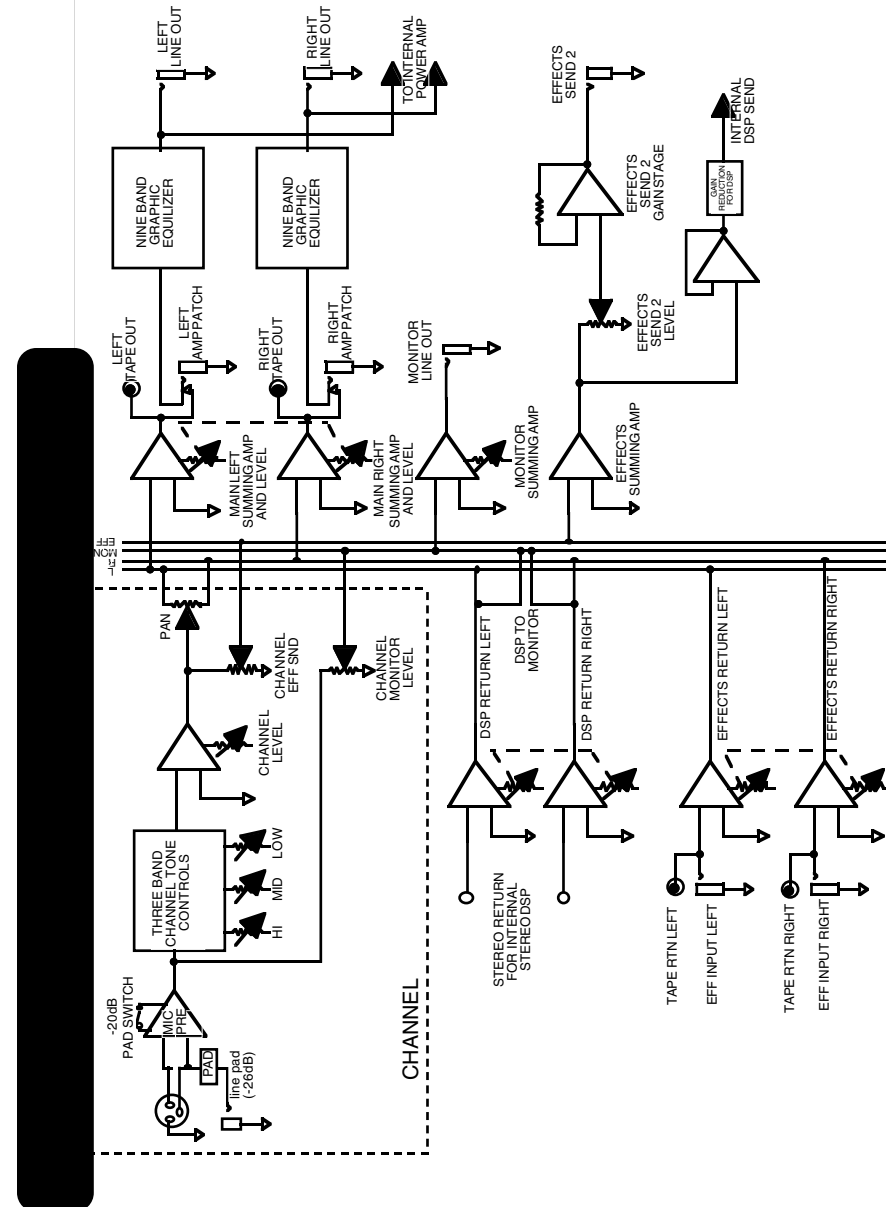 -20dB
PAD SWITCH
MIC
PRE
PAD
line pad
(-26dB)
THREE BAND
CHANNEL TONE
CONTROLS
HI
MID
LOW
CHANNEL
LEVEL
PAN
CHANNEL
EFF SND
CHANNEL
MONITOR
LEVEL
CHANNEL
L
R
MON
EFF
MAIN LEFT
SUMMING AMP
AND LEVEL
LEFT
TAPE OUT
LEFT
AMP PATCH
NINE BAND
GRAPHIC
EQUILIZER
LEFT
LINE OUT
MAIN RIGHT
SUMMING AMP
AND LEVEL
RIGHT
TAPE OUT
RIGHT
AMP PATCH
NINE BAND
GRAPHIC
EQUILIZER
RIGHT
LINE OUT
TO INTERNAL
POWER AMP
MONITOR
SUMMING AMP
MONITOR
LINE OUT
EFFECTS
SUMMING AMP
EFFECTS
SEND 2
LEVEL
EFFECTS
SEND 2
GAIN STAGE
EFFECTS
SEND 2
GAIN
REDUCTION
FOR DSP
INTERNAL
DSP SEND
STEREO RETURN
FOR INTERNAL
STEREO DSP
DSP RETURN LEFT
DSP TO
MONITOR
DSP RETURN RIGHT
TAPE RTN LEFT
EFF INPUT LEFT
EFFECTS RETURN LEFT
TAPE RTN RIGHT
EFF INPUT RIGHT
EFFECTS RETURN RIGHT